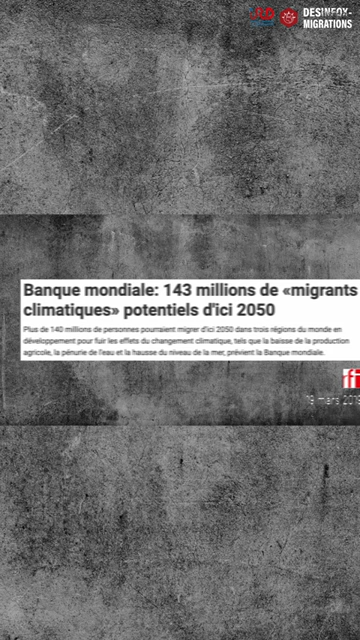 DESINFOX-
MIGRATIONS
Banque mondiale: 143 millions de «migrants
climatiques» potentiels d'ici 2050
Plus de 140 millions de personnes pourraient migrer d'ici 2050 dans trois régions du monde en
développement pour fuir les effets du changement climatique, tels que la baisse de la production
agricole, la pénurie de l'eau et la hausse du niveau de la mer, prévient la Banque mondiale.
mars 2018